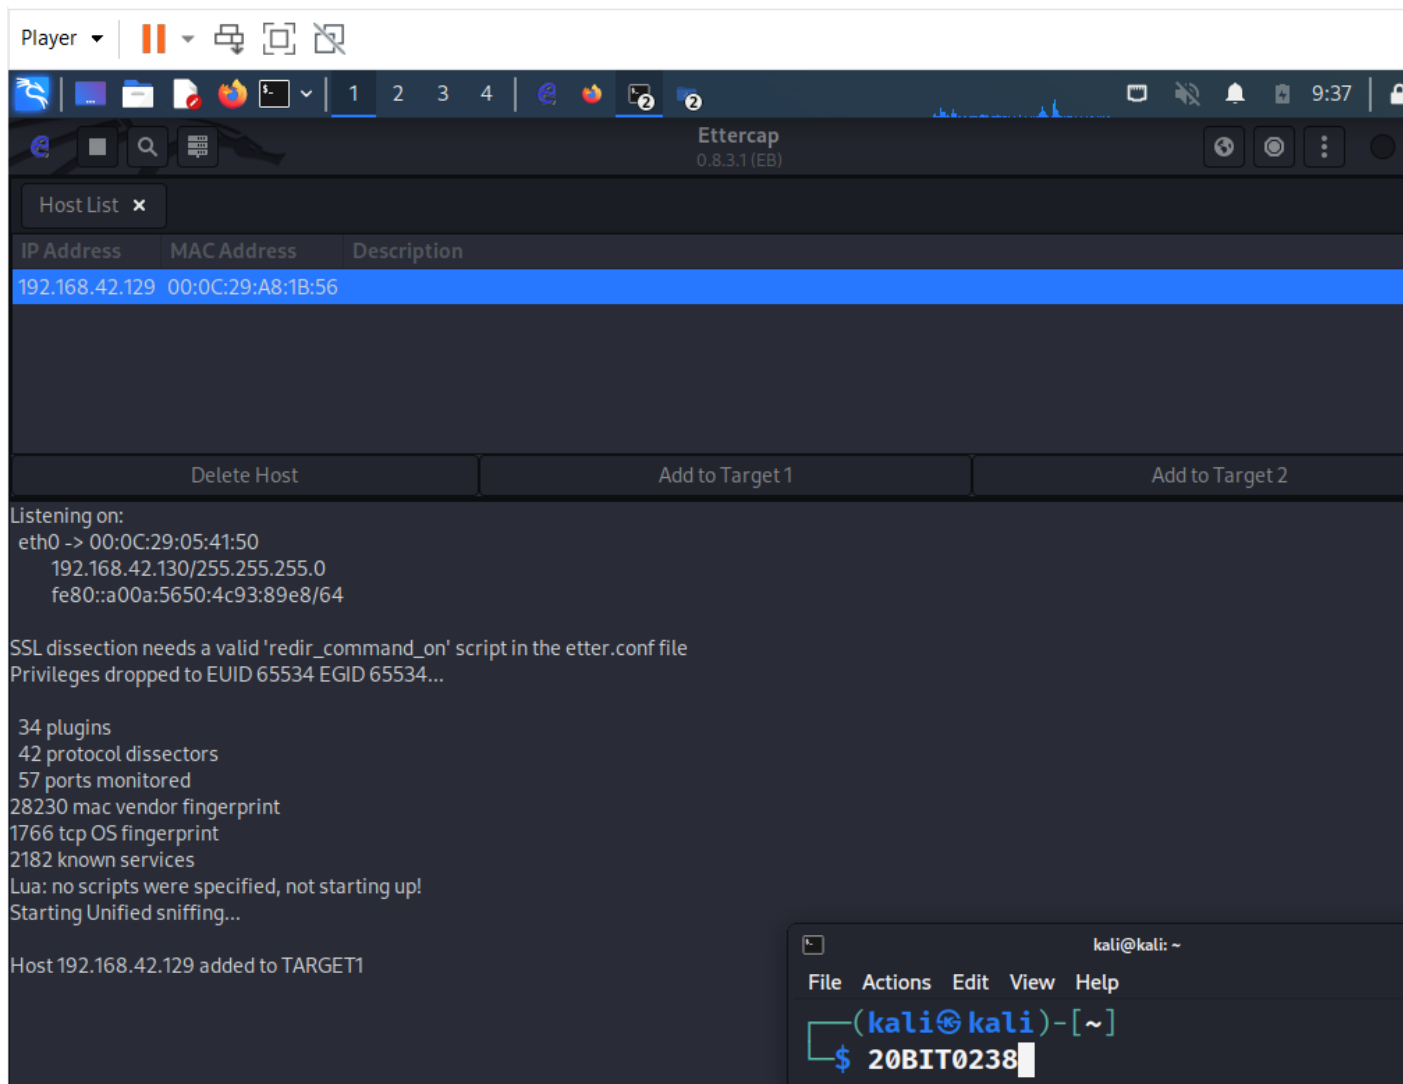 Player
1 2 3 4 2 2 9:37
Ettercap
0.8.3.1 (EB)
Host List ×
IP Address MAC Address Description
192.168.42.129 00:0C:29:A8:1B:56
Delete Host Add to Target 1 Add to Target 2
Listening on:
eth0 -> 00:0C:29:05:41:50
192.168.42.130/255.255.255.0
fe80::a00a:5650:4c93:89e8/64
SSL dissection needs a valid 'redir_command_on' script in the etter.conf file
Privileges dropped to EUID 65534 EGID 65534...
34 plugins
42 protocol dissectors
57 ports monitored
28230 mac vendor fingerprint
1766 tcp OS fingerprint
2182 known services
Lua: no scripts were specified, not starting up!
Starting Unified sniffing...
Host 192.168.42.129 added to TARGET1
kali@kali: ~
File Actions Edit View Help
(kali㉿kali)-[~]
$ 20BIT0238